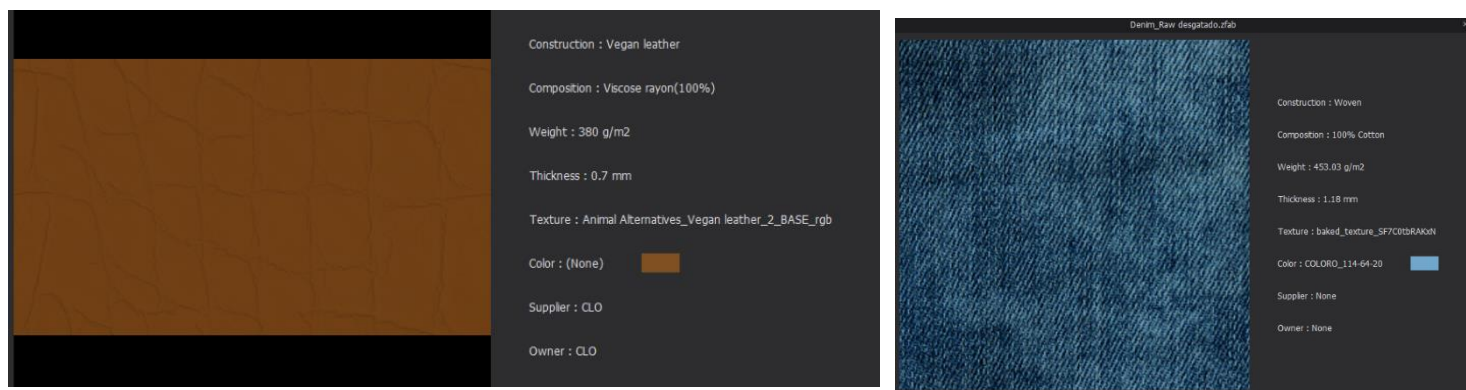 Construction : Vegan leather
Composition : Viscose rayon(100%)
Weight : 380 g/m2
Thickness : 0.7 mm
Texture : Animal Alternatives_Vegan leather_2_BASE_rgb
Color : (None)
Supplier : CLO
Owner : CLO
Denim_Raw desgatado.zfab
Construction : Woven
Composition : 100% Cotton
Weight : 453.03 g/m2
Thickness : 1.18 mm
Texture : baked_texture_SF7C0tbRAKxN
Color : COLORO_114-64-20
Supplier : None
Owner : None